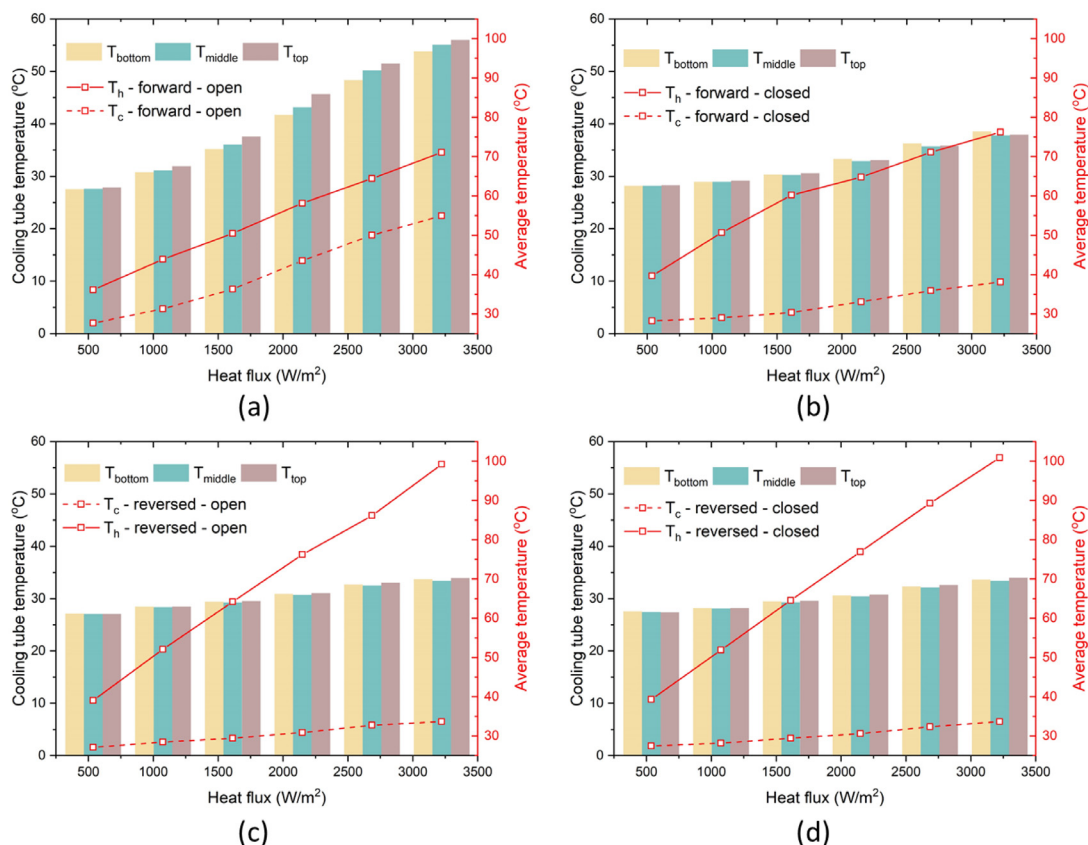 60
50
40
30
20
10
0
Cooling tube temperature (°C)
T_bottom T_middle T_top
T_h - forward - open
T_c - forward - open
100
90
80
70
60
50
40
30
Average temperature (°C)
500 1000 1500 2000 2500 3000 3500
Heat flux (W/m²)
(a)
60
50
40
30
20
10
0
Cooling tube temperature (°C)
T_bottom T_middle T_top
T_h - forward - closed
T_c - forward - closed
100
90
80
70
60
50
40
30
Average temperature (°C)
500 1000 1500 2000 2500 3000 3500
Heat flux (W/m²)
(b)
60
50
40
30
20
10
0
Cooling tube temperature (°C)
T_bottom T_middle T_top
T_c - reversed - open
T_h - reversed - open
100
90
80
70
60
50
40
30
Average temperature (°C)
500 1000 1500 2000 2500 3000 3500
Heat flux (W/m²)
(c)
60
50
40
30
20
10
0
Cooling tube temperature (°C)
T_bottom T_middle T_top
T_c - reversed - closed
T_h - reversed - closed
100
90
80
70
60
50
40
30
Average temperature (°C)
500 1000 1500 2000 2500 3000 3500
Heat flux (W/m²)
(d)